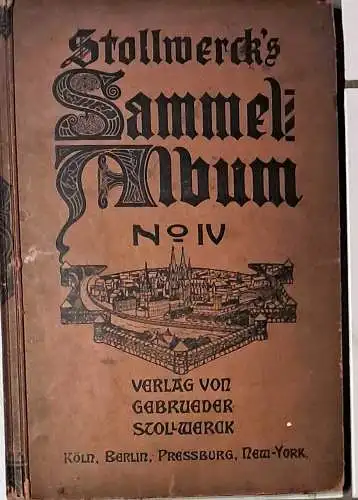 Stollwerck's
Sammel
Album
No IV
VERLAG VON
GEBRUEDER
STOLLWERCK
KÖLN, BERLIN, PRESSBURG, NEW-YORK.